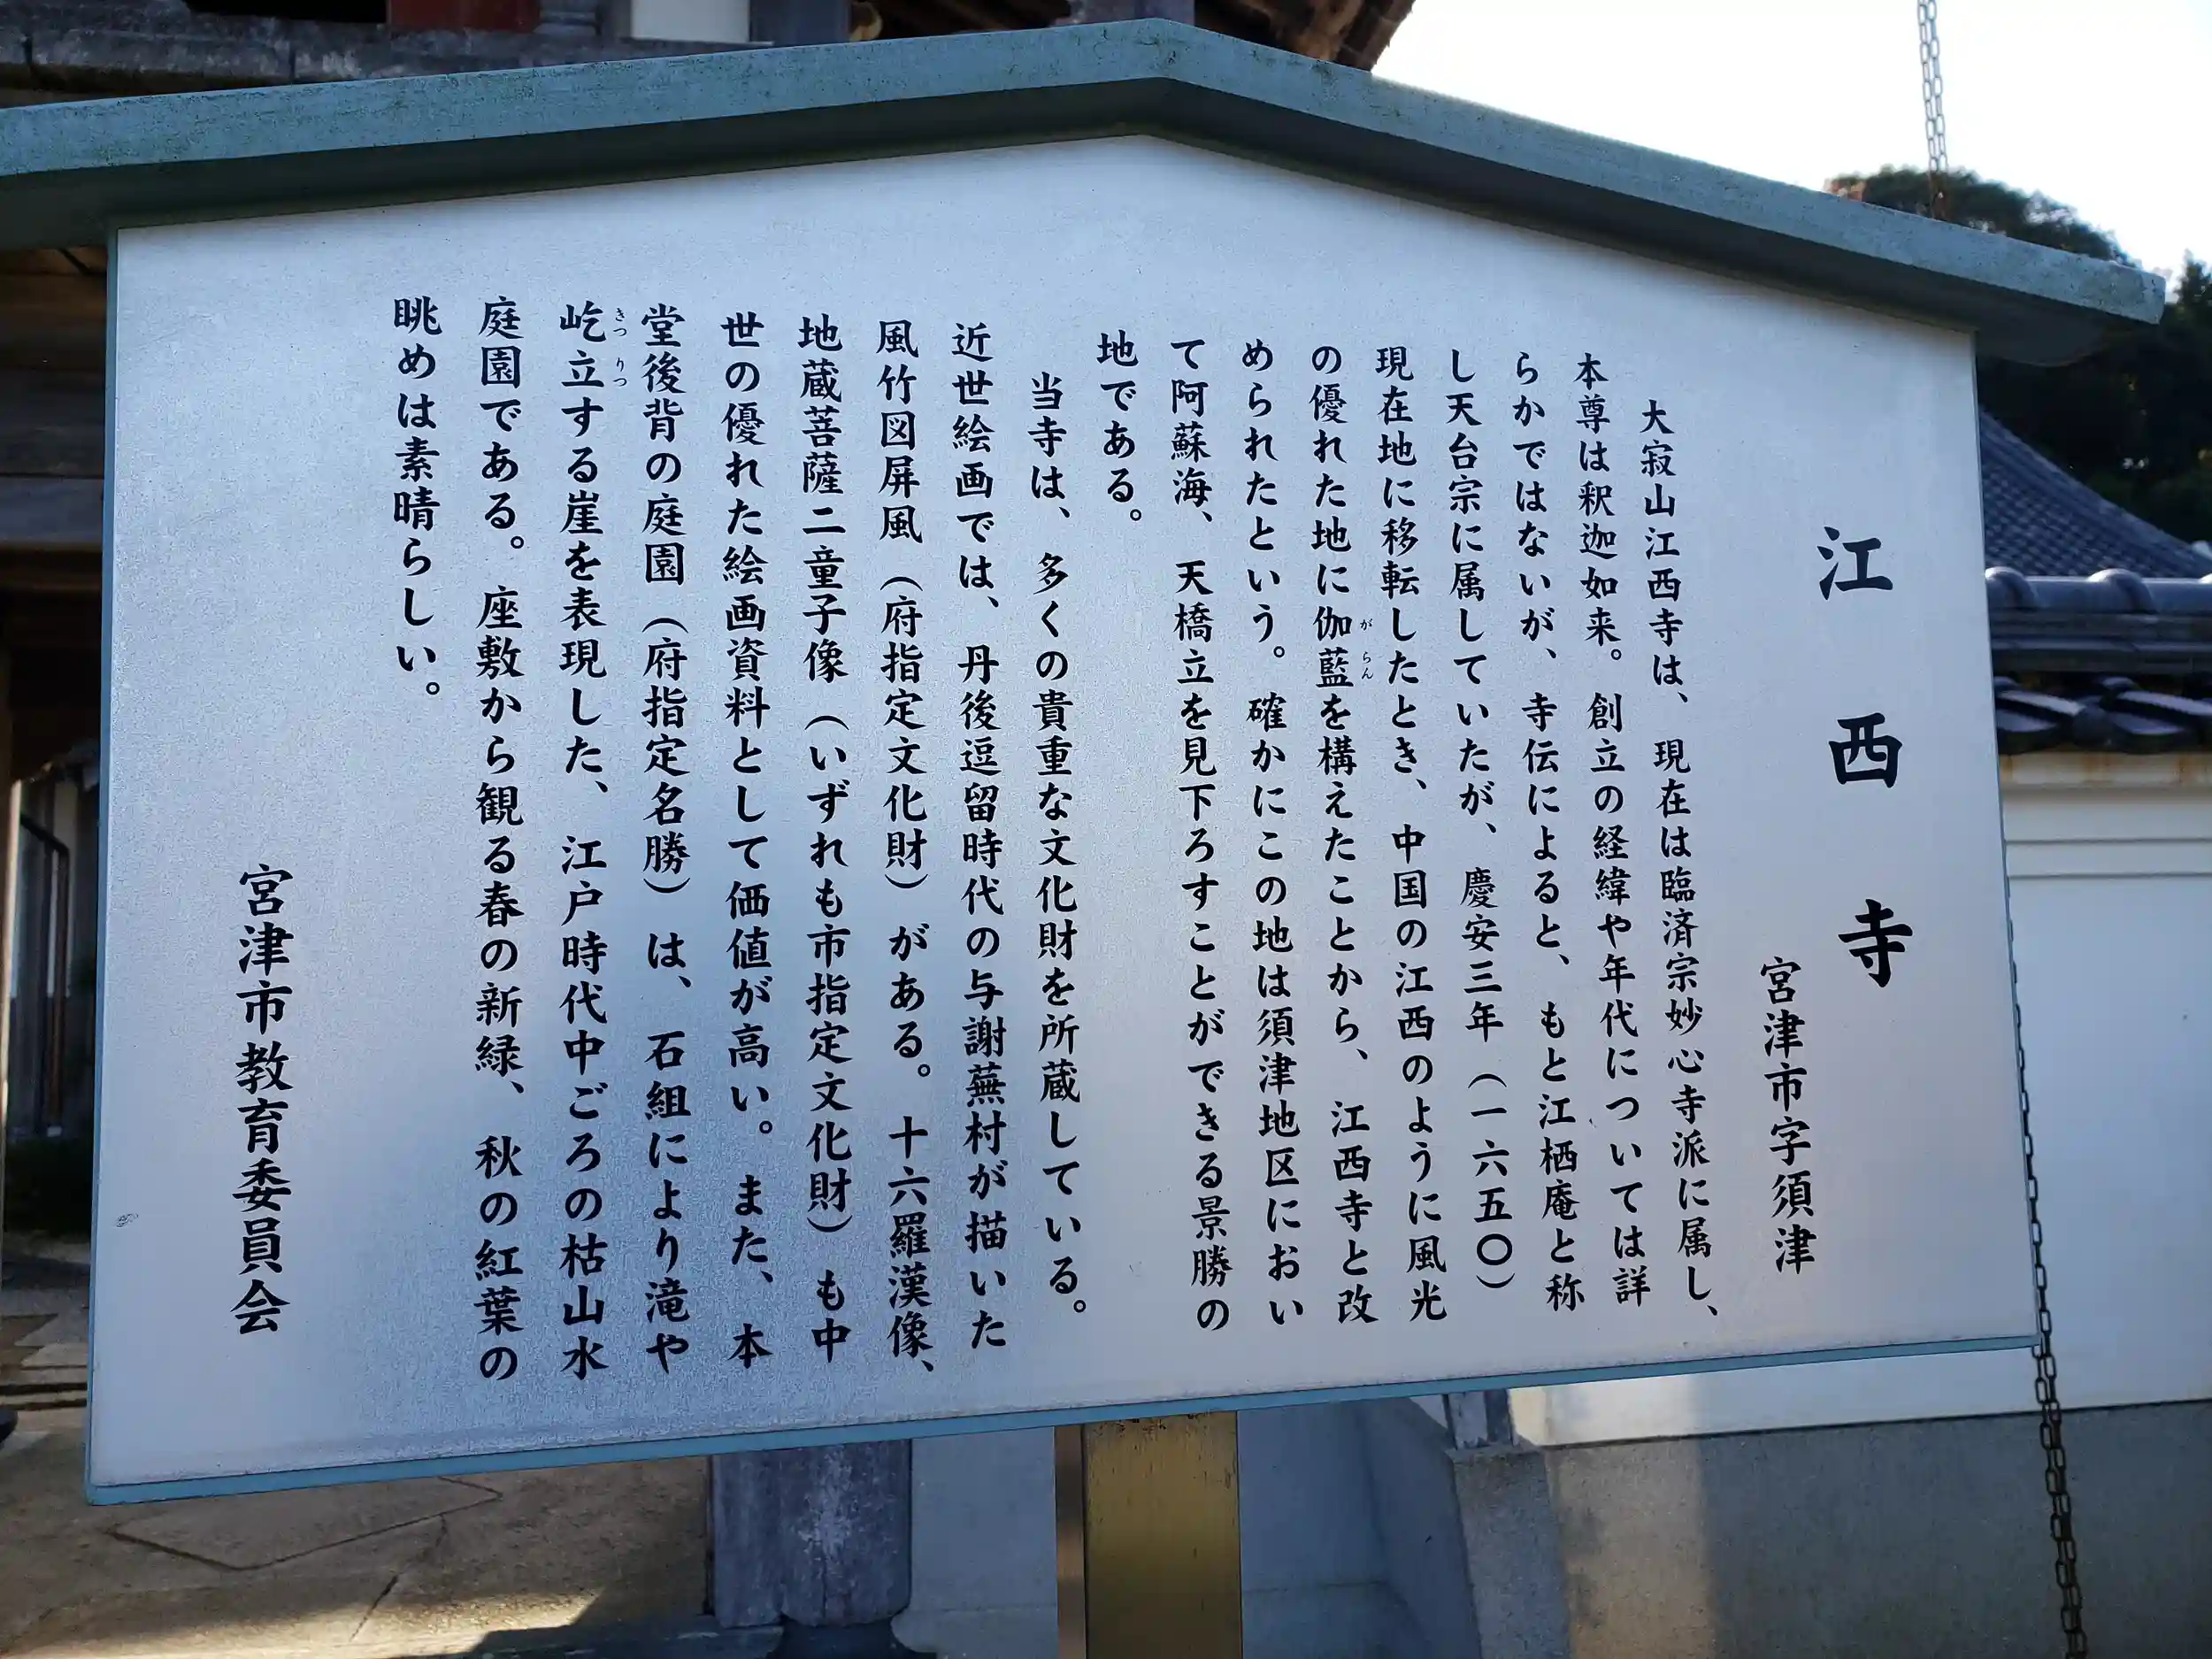 江西寺
宮津市字須津
大寂山江西寺は、現在は臨済宗妙心寺派に属し、
本尊は釈迦如来。創立の経緯や年代については詳
らかではないが、寺伝によると、もと江栖庵と称
し天台宗に属していたが、慶安三年（一六五〇）
現在地に移転したとき、中国の江西のように風光
の優れた地に伽藍を構えたことから、江西寺と改
がらん
められたという。確かにこの地は須津地区におい
て阿蘇海、天橋立を見下ろすことができる景勝の
地である。
当寺は、多くの貴重な文化財を所蔵している。
近世絵画では、丹後逗留時代の与謝蕪村が描いた
風竹図屏風（府指定文化財）がある。十六羅漢像、
地蔵菩薩二童子像（いずれも市指定文化財）も中
世の優れた絵画資料として価値が高い。また、本
堂後背の庭園（府指定名勝）は、石組により滝や
屹立する崖を表現した、江戸時代中ごろの枯山水
きつりつ
庭園である。座敷から観る春の新緑、秋の紅葉の
眺めは素晴らしい。
宮津市教育委員会